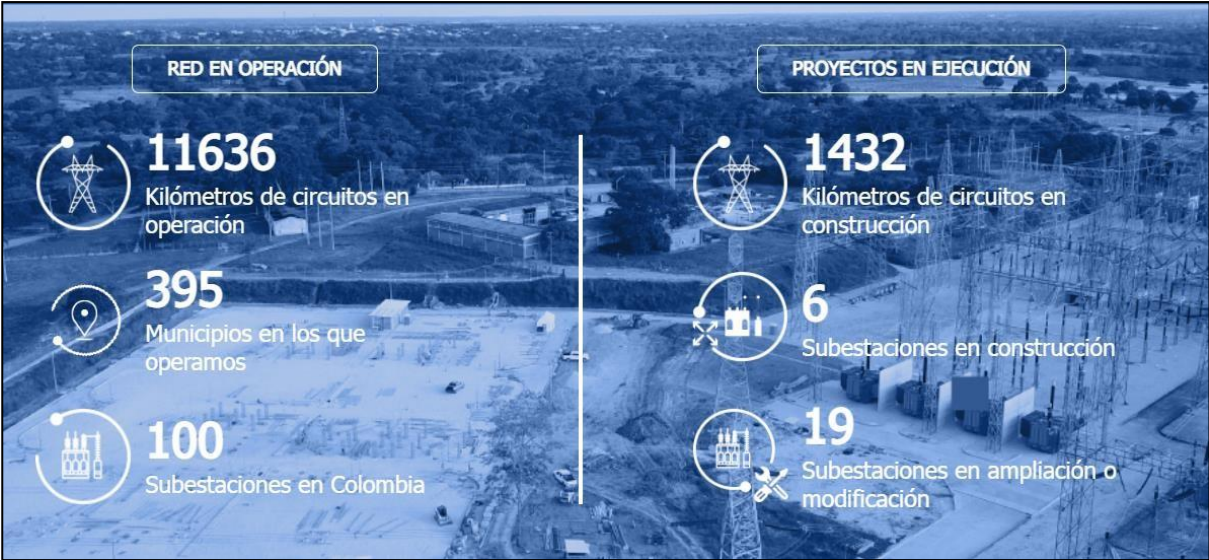 RED EN OPERACIÓN
11636
Kilómetros de circuitos en
operación
395
Municipios en los que
operamos
100
Subestaciones en Colombia
PROYECTOS EN EJECUCIÓN
1432
Kilómetros de circuitos en
construcción
6
Subestaciones en construcción
19
Subestaciones en ampliación o
modificación